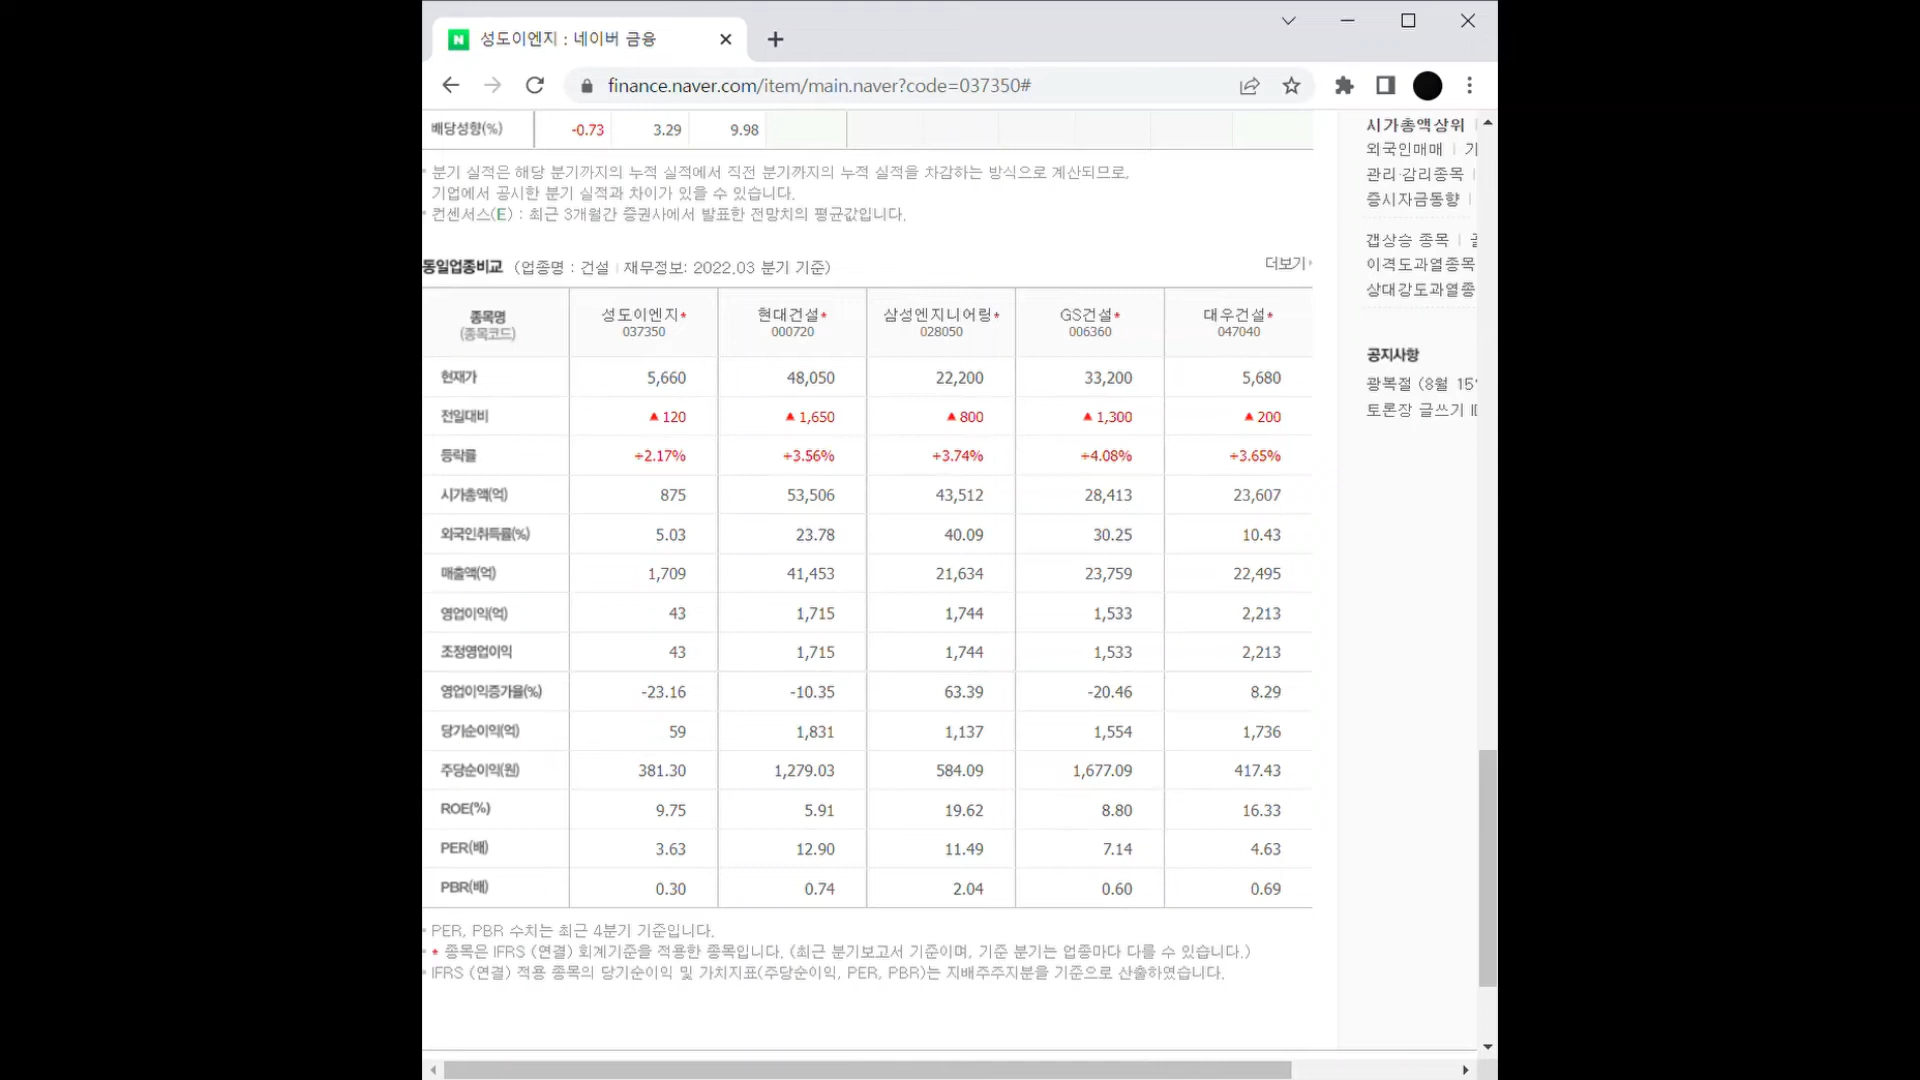 성도이엔지 : 네이버 금융
finance.naver.com/item/main.naver?code=037350#
배당성향(%) -0.73 3.29 9.98
분기 실적은 해당 분기까지의 누적 실적에서 직전 분기까지의 누적 실적을 차감하는 방식으로 계산되므로,
기업에서 공시한 분기 실적과 차이가 있을 수 있습니다.
컨센서스(E) : 최근 3개월간 증권사에서 발표한 전망치의 평균값입니다.
동일업종비교 (업종명 : 건설 | 재무정보: 2022.03 분기 기준) 더보기
종목명 성도이엔지* 현대건설* 삼성엔지니어링* GS건설* 대우건설*
(종목코드) 037350 000720 028050 006360 047040
현재가 5,660 48,050 22,200 33,200 5,680
전일대비 ▲120 ▲1,650 ▲800 ▲1,300 ▲200
등락률 +2.17% +3.56% +3.74% +4.08% +3.65%
시가총액(억) 875 53,506 43,512 28,413 23,607
외국인취득률(%) 5.03 23.78 40.09 30.25 10.43
매출액(억) 1,709 41,453 21,634 23,759 22,495
영업이익(억) 43 1,715 1,744 1,533 2,213
조정영업이익 43 1,715 1,744 1,533 2,213
영업이익증가율(%) -23.16 -10.35 63.39 -20.46 8.29
당기순이익(억) 59 1,831 1,137 1,554 1,736
주당순이익(원) 381.30 1,279.03 584.09 1,677.09 417.43
ROE(%) 9.75 5.91 19.62 8.80 16.33
PER(배) 3.63 12.90 11.49 7.14 4.63
PBR(배) 0.30 0.74 2.04 0.60 0.69
PER, PBR 수치는 최근 4분기 기준입니다.
* 종목은 IFRS (연결) 회계기준을 적용한 종목입니다. (최근 분기보고서 기준이며, 기준 분기는 업종마다 다를 수 있습니다.)
IFRS (연결) 적용 종목의 당기순이익 및 가치지표(주당순이익, PER, PBR)는 지배주주지분을 기준으로 산출하였습니다.
시가총액상위
외국인매매 | 기
관리·감리종목
증시자금동향
갭상승 종목 |
이격도과열종목
상대강도과열종
공지사항
광복절 (8월 15
토론장 글쓰기 ID